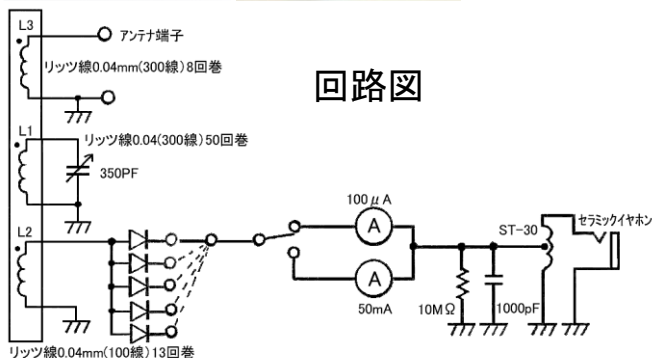 L3
アンテナ端子
リッツ線0.04mm(300線)8回巻
回路図
L1
リッツ線0.04(300線)50回巻
350PF
L2
100μA
A
ST-30
セラミックイヤホン
A
50mA
10MΩ
1000pF
リッツ線0.04mm(100線)13回巻